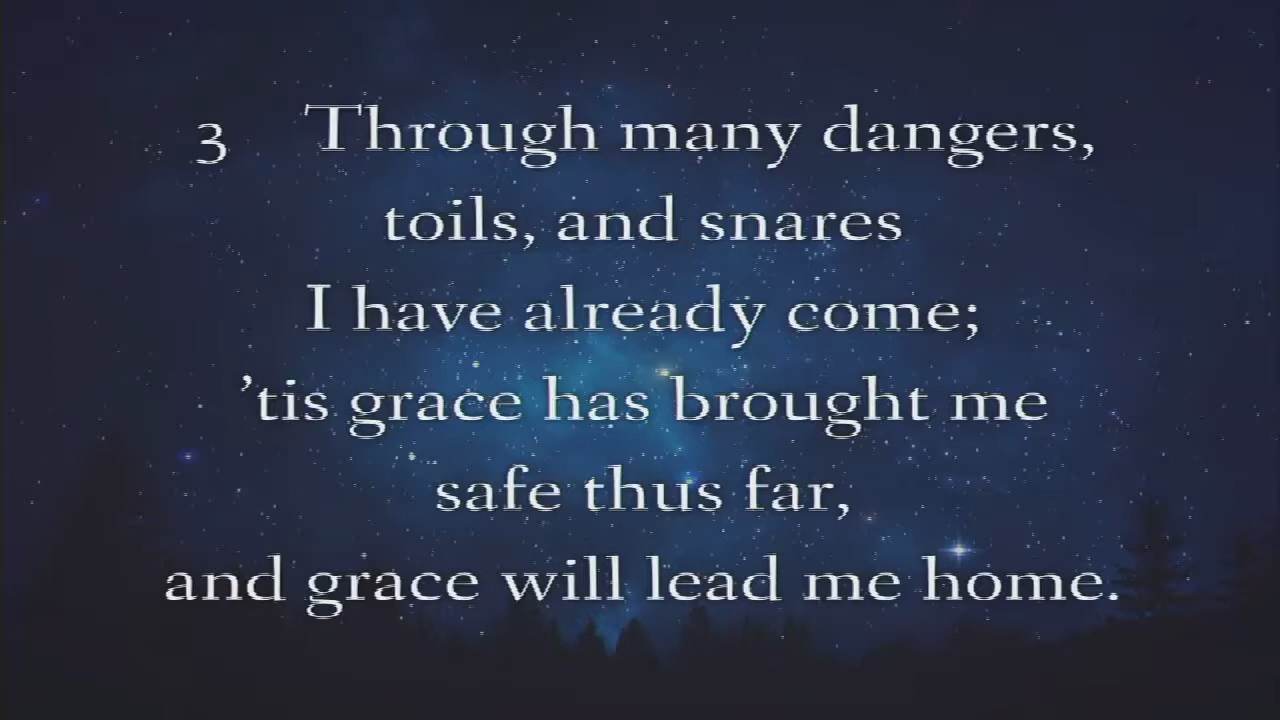 3 Through many dangers,
toils, and snares
I have already come;
’tis grace has brought me
safe thus far,
and grace will lead me home.